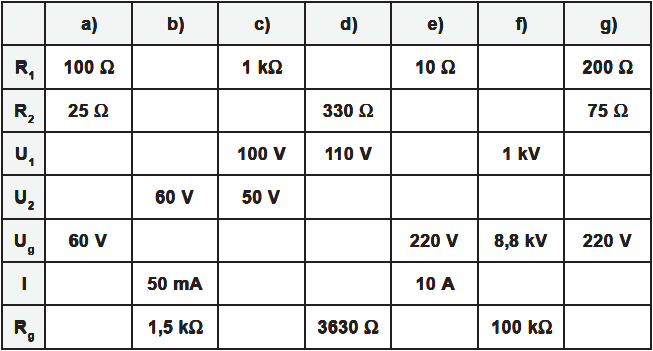 a) b) c) d) e) f) g)
R₁ 100 Ω 1 kΩ 10 Ω 200 Ω
R₂ 25 Ω 330 Ω 75 Ω
U₁ 100 V 110 V 1 kV
U₂ 60 V 50 V
Ug 60 V 220 V 8,8 kV 220 V
I 50 mA 10 A
Rg 1,5 kΩ 3630 Ω 100 kΩ